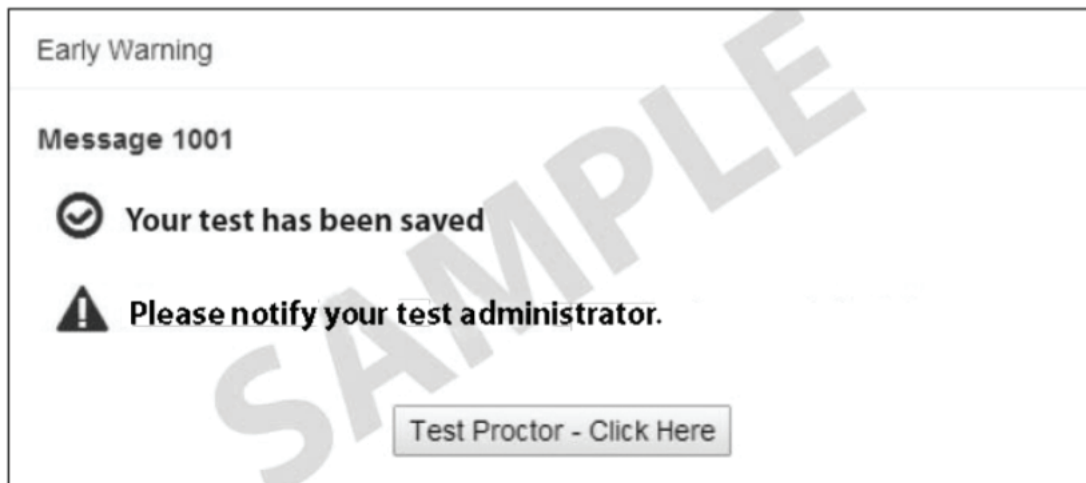 Early Warning
Message 1001
Your test has been saved
Please notify your test administrator.
Test Proctor - Click Here
SAMPLE